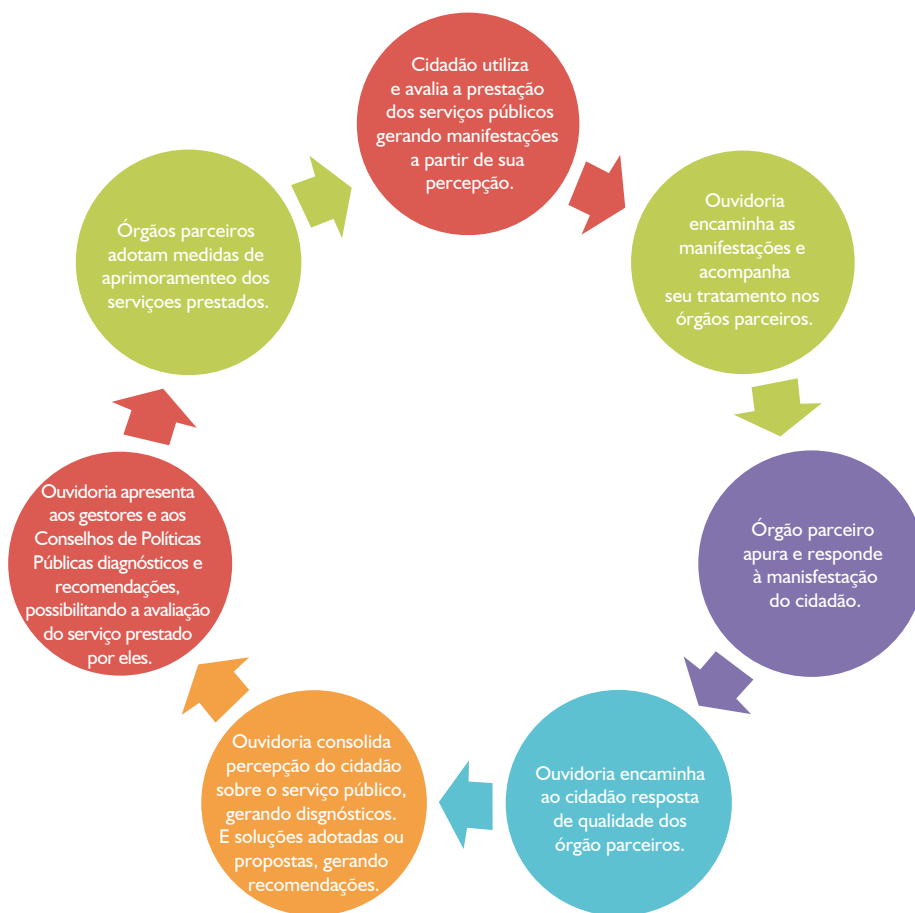 Cidadão utiliza
e avalia a prestação
dos serviços públicos
gerando manifestações
a partir de sua
percepção.
Ouvidoria
encaminha as
manifestações e
acompanha
seu tratamento nos
órgãos parceiros.
Órgão parceiro
apura e responde
à manisfestação
do cidadão.
Ouvidoria encaminha
ao cidadão resposta
de qualidade dos
órgão parceiros.
Ouvidoria consolida
percepção do cidadão
sobre o serviço público,
gerando disgnósticos.
E soluções adotadas ou
propostas, gerando
recomendações.
Ouvidoria apresenta
aos gestores e aos
Conselhos de Políticas
Públicas diagnósticos e
recomendações,
possibilitando a avaliação
do serviço prestado
por eles.
Órgãos parceiros
adotam medidas de
aprimoramenteo dos
serviçoes prestados.